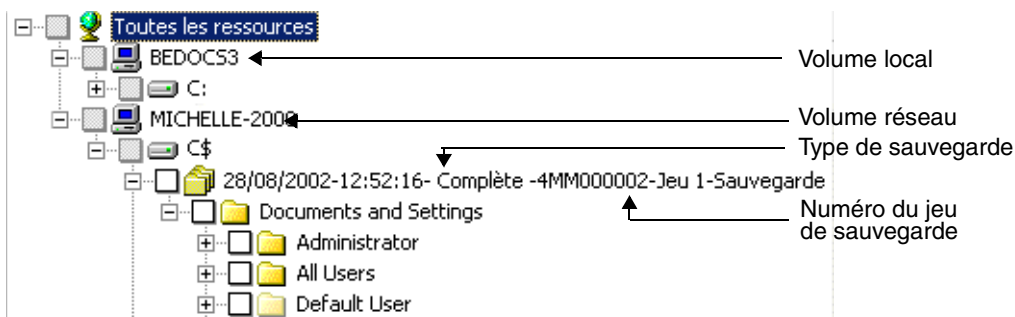 Toutes les ressources
BEDOCS3
Volume local
C:
MICHELLE-2000
Volume réseau
C$
Type de sauvegarde
28/08/2002-12:52:16- Complète -4MM000002-Jeu 1-Sauvegarde
Documents and Settings
Numéro du jeu
de sauvegarde
Administrator
All Users
Default User